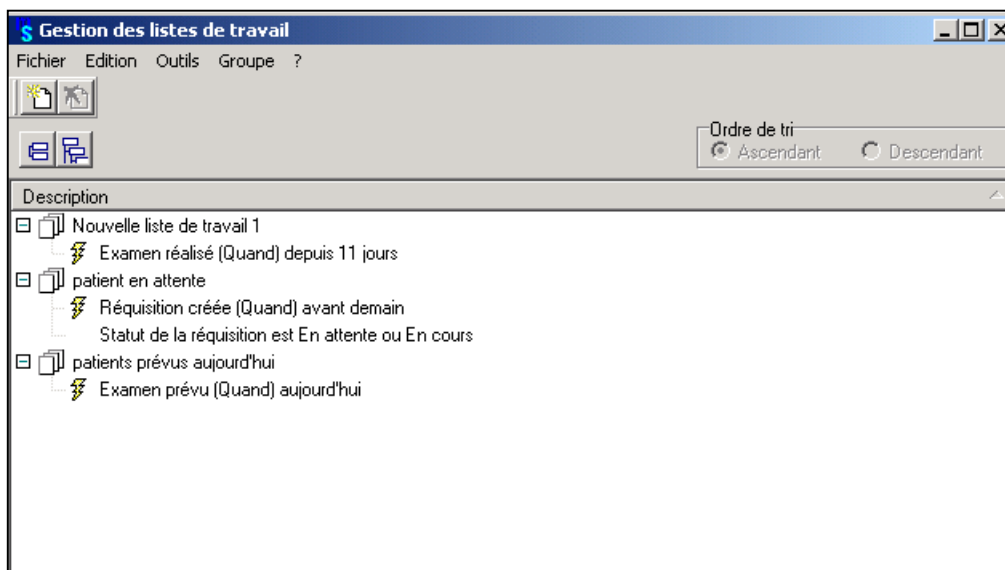 Gestion des listes de travail
Fichier Edition Outils Groupe ?
Ordre de tri
Ascendant Descendant
Description
Nouvelle liste de travail 1
Examen réalisé (Quand) depuis 11 jours
patient en attente
Réquisition créée (Quand) avant demain
Statut de la réquisition est En attente ou En cours
patients prévus aujourd'hui
Examen prévu (Quand) aujourd'hui